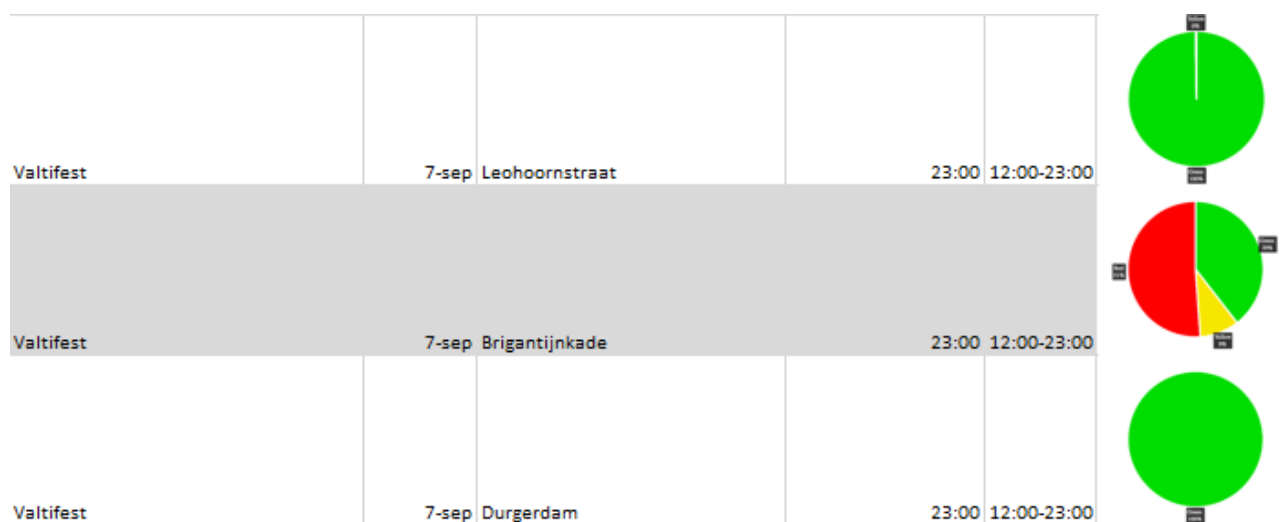 Valtifest 7-sep Leohoornstraat 23:00 12:00-23:00
Valtifest 7-sep Brigantijnkade 23:00 12:00-23:00
Valtifest 7-sep Durgerdam 23:00 12:00-23:00